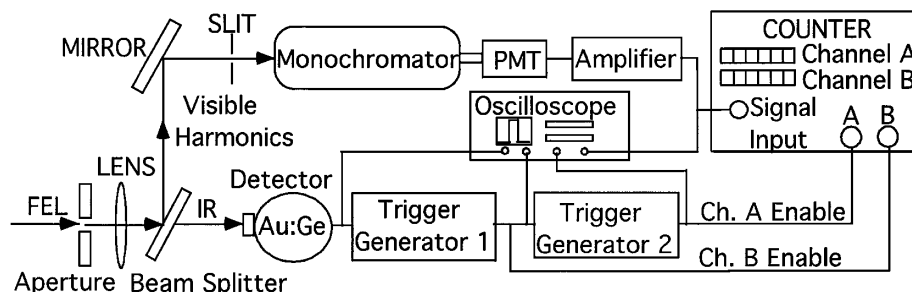 SLIT
MIRROR
Monochromator
PMT
Amplifier
COUNTER
Channel A
Channel B
Signal
Input
A
B
Visible
Harmonics
Oscilloscope
LENS
Detector
FEL
IR
Au:Ge
Trigger
Generator 1
Trigger
Generator 2
Ch. A Enable
Ch. B Enable
Aperture
Beam Splitter